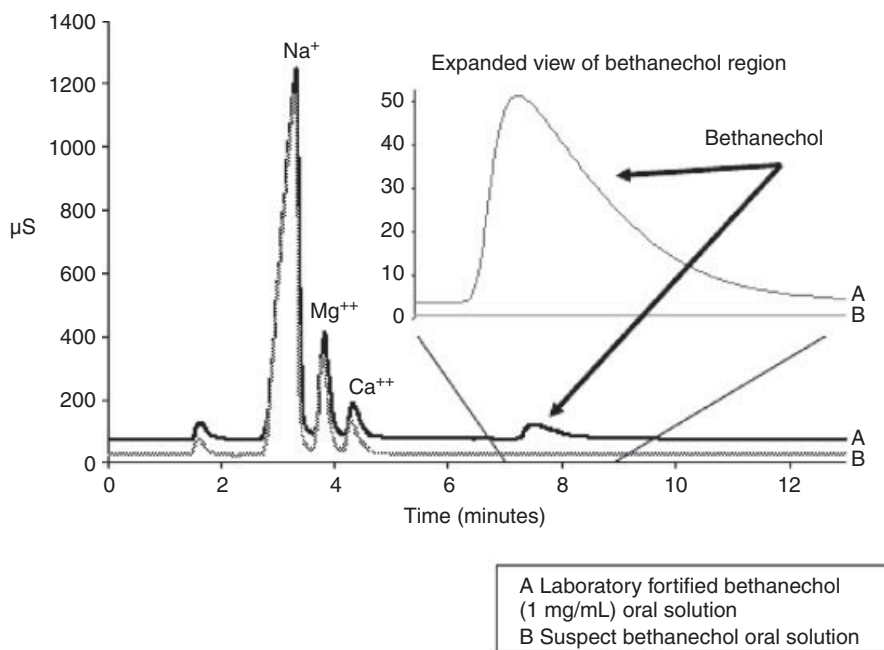 1400
1200
1000
800
600
400
200
0
µS
Na+
Mg++
Ca++
Expanded view of bethanechol region
50
40
30
20
10
0
Bethanechol
A
B
A
B
0 2 4 6 8 10 12
Time (minutes)
A Laboratory fortified bethanechol
(1 mg/mL) oral solution
B Suspect bethanechol oral solution